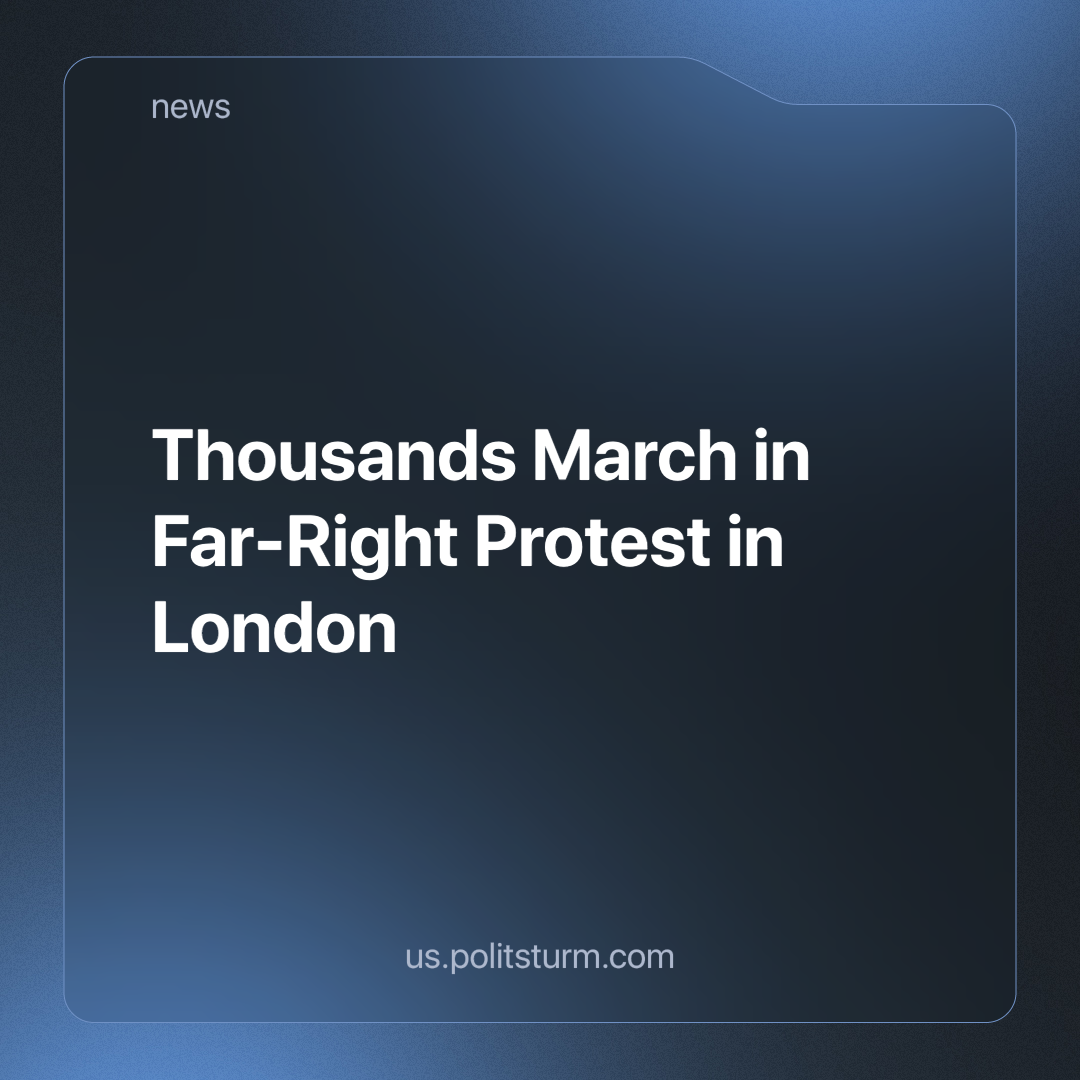 news
Thousands March in
Far-Right Protest in
London
us.politsturm.com